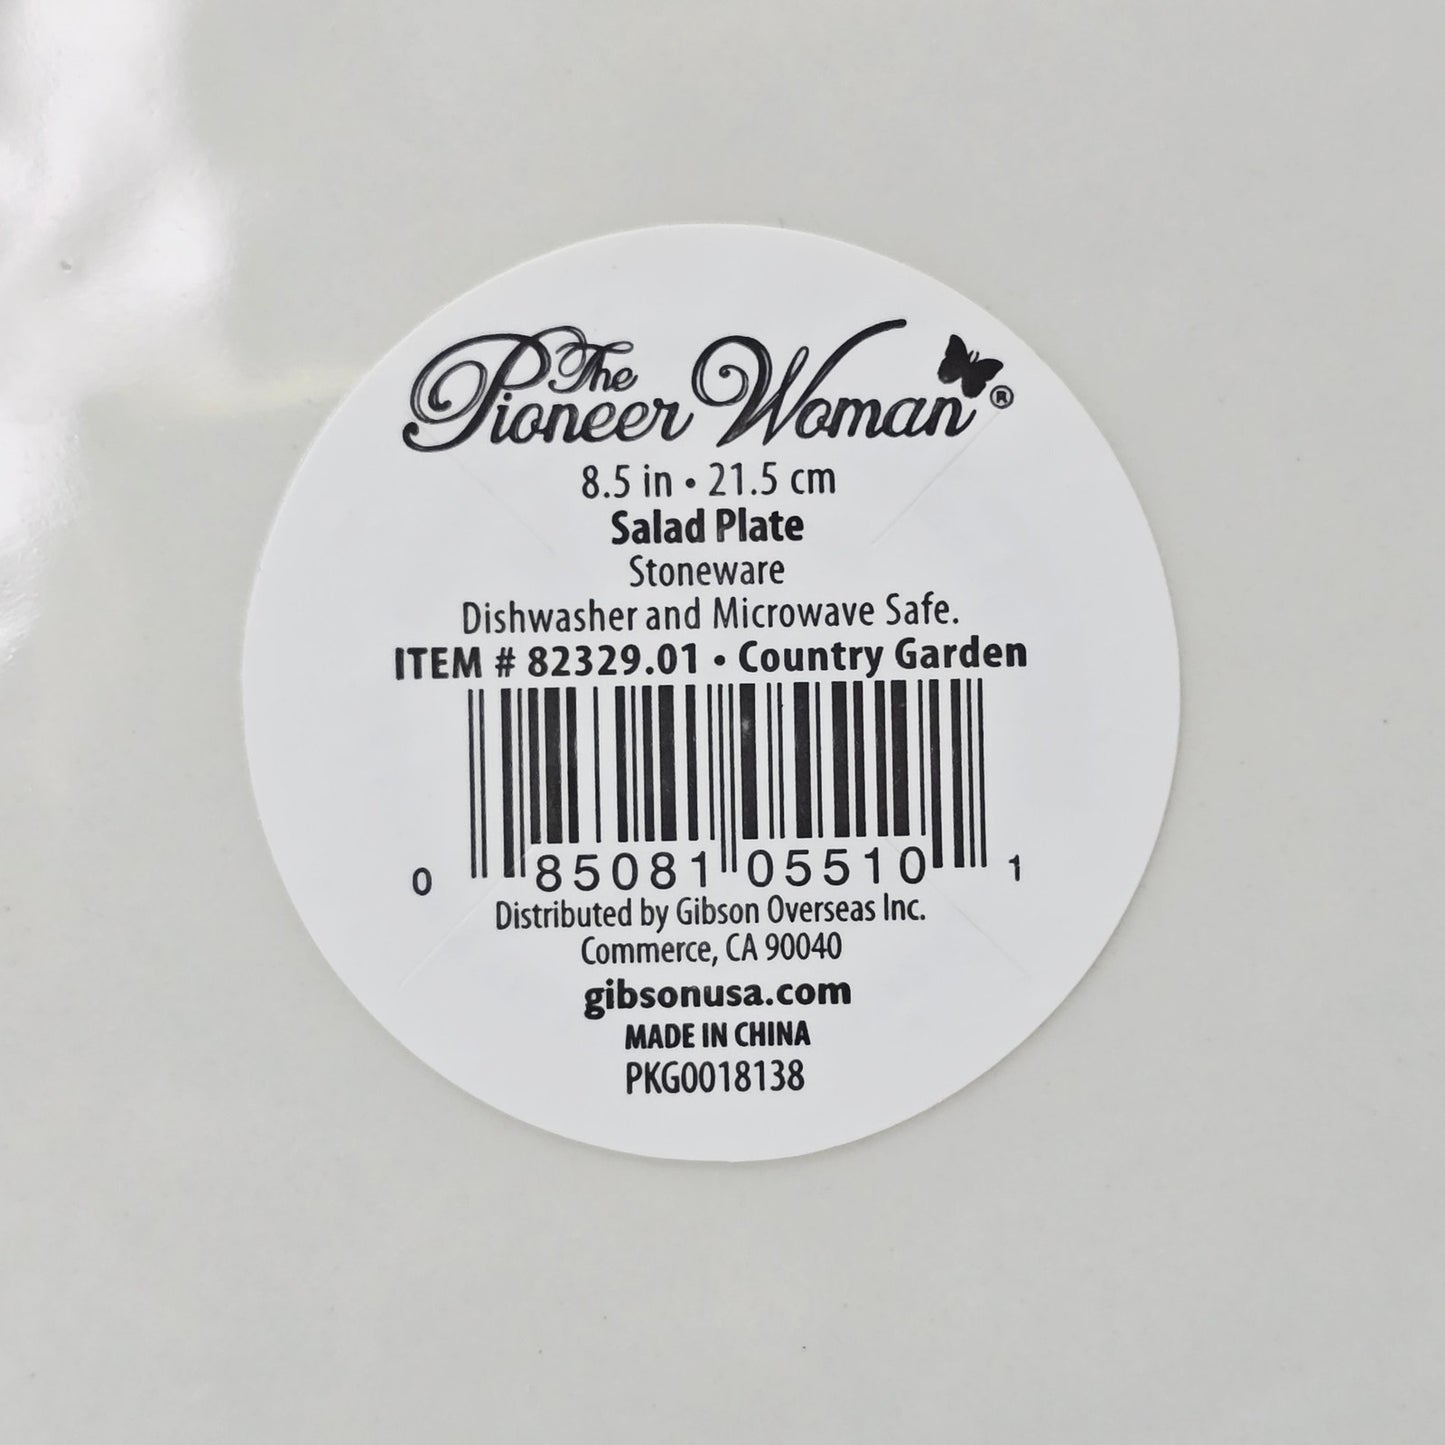 The
Pioneer Woman®
8.5 in • 21.5 cm
Salad Plate
Stoneware
Dishwasher and Microwave Safe.
ITEM # 82329.01 • Country Garden
0 85081 05510 1
Distributed by Gibson Overseas Inc.
Commerce, CA 90040
gibsonusa.com
MADE IN CHINA
PKG0018138